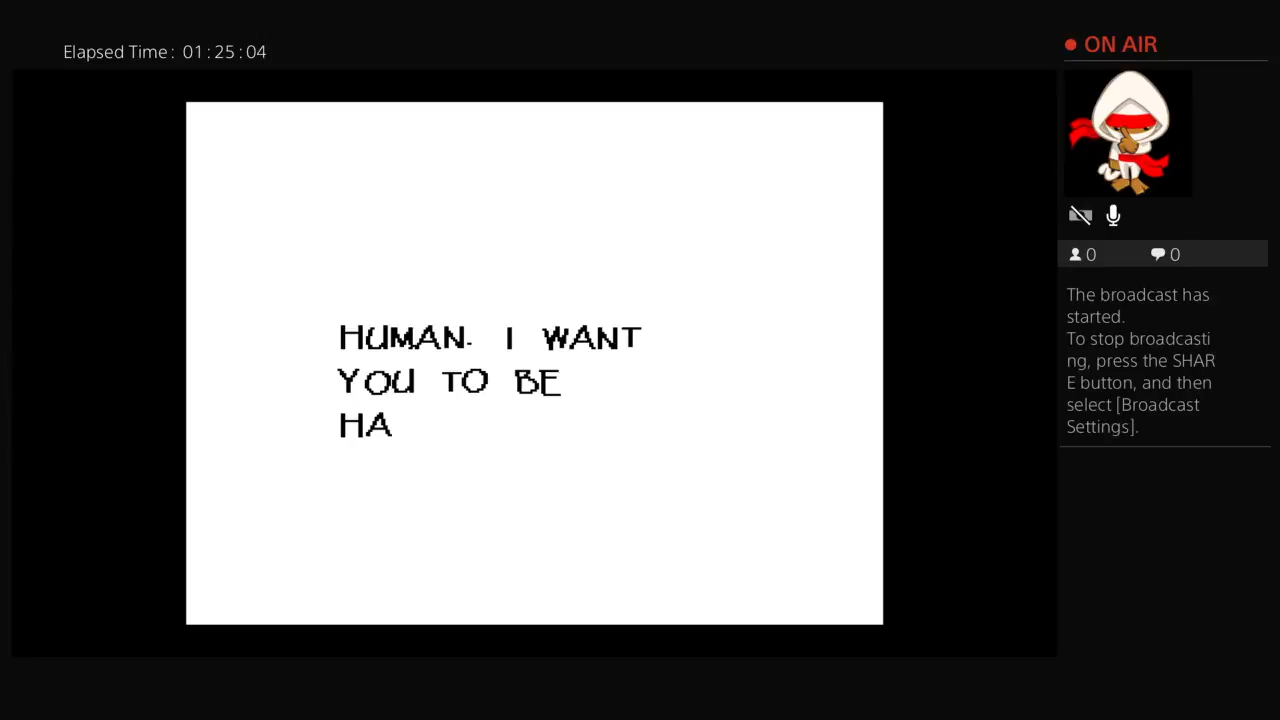 Elapsed Time: 01:25:04
ON AIR
HUMAN. I WANT
YOU TO BE
HA
0 0
The broadcast has
started.
To stop broadcasti
ng, press the SHAR
E button, and then
select [Broadcast
Settings].